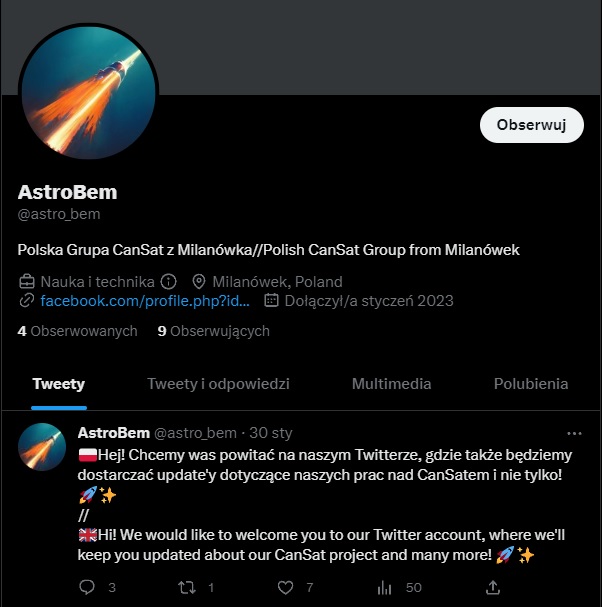 Obserwuj
AstroBem
@astro_bem
Polska Grupa CanSat z Milanówka//Polish CanSat Group from Milanówek
Nauka i technika Milanówek, Poland
facebook.com/profile.php?id... Dołączył/a styczeń 2023
4 Obserwowanych 9 Obserwujących
Tweety Tweety i odpowiedzi Multimedia Polubienia
AstroBem @astro_bem · 30 sty
🇵🇱Hej! Chcemy was powitać na naszym Twitterze, gdzie także będziemy
dostarczać update'y dotyczące naszych prac nad CanSatem i nie tylko!
🚀✨
//
🇬🇧Hi! We would like to welcome you to our Twitter account, where we'll
keep you updated about our CanSat project and many more! 🚀✨
3 1 7 50